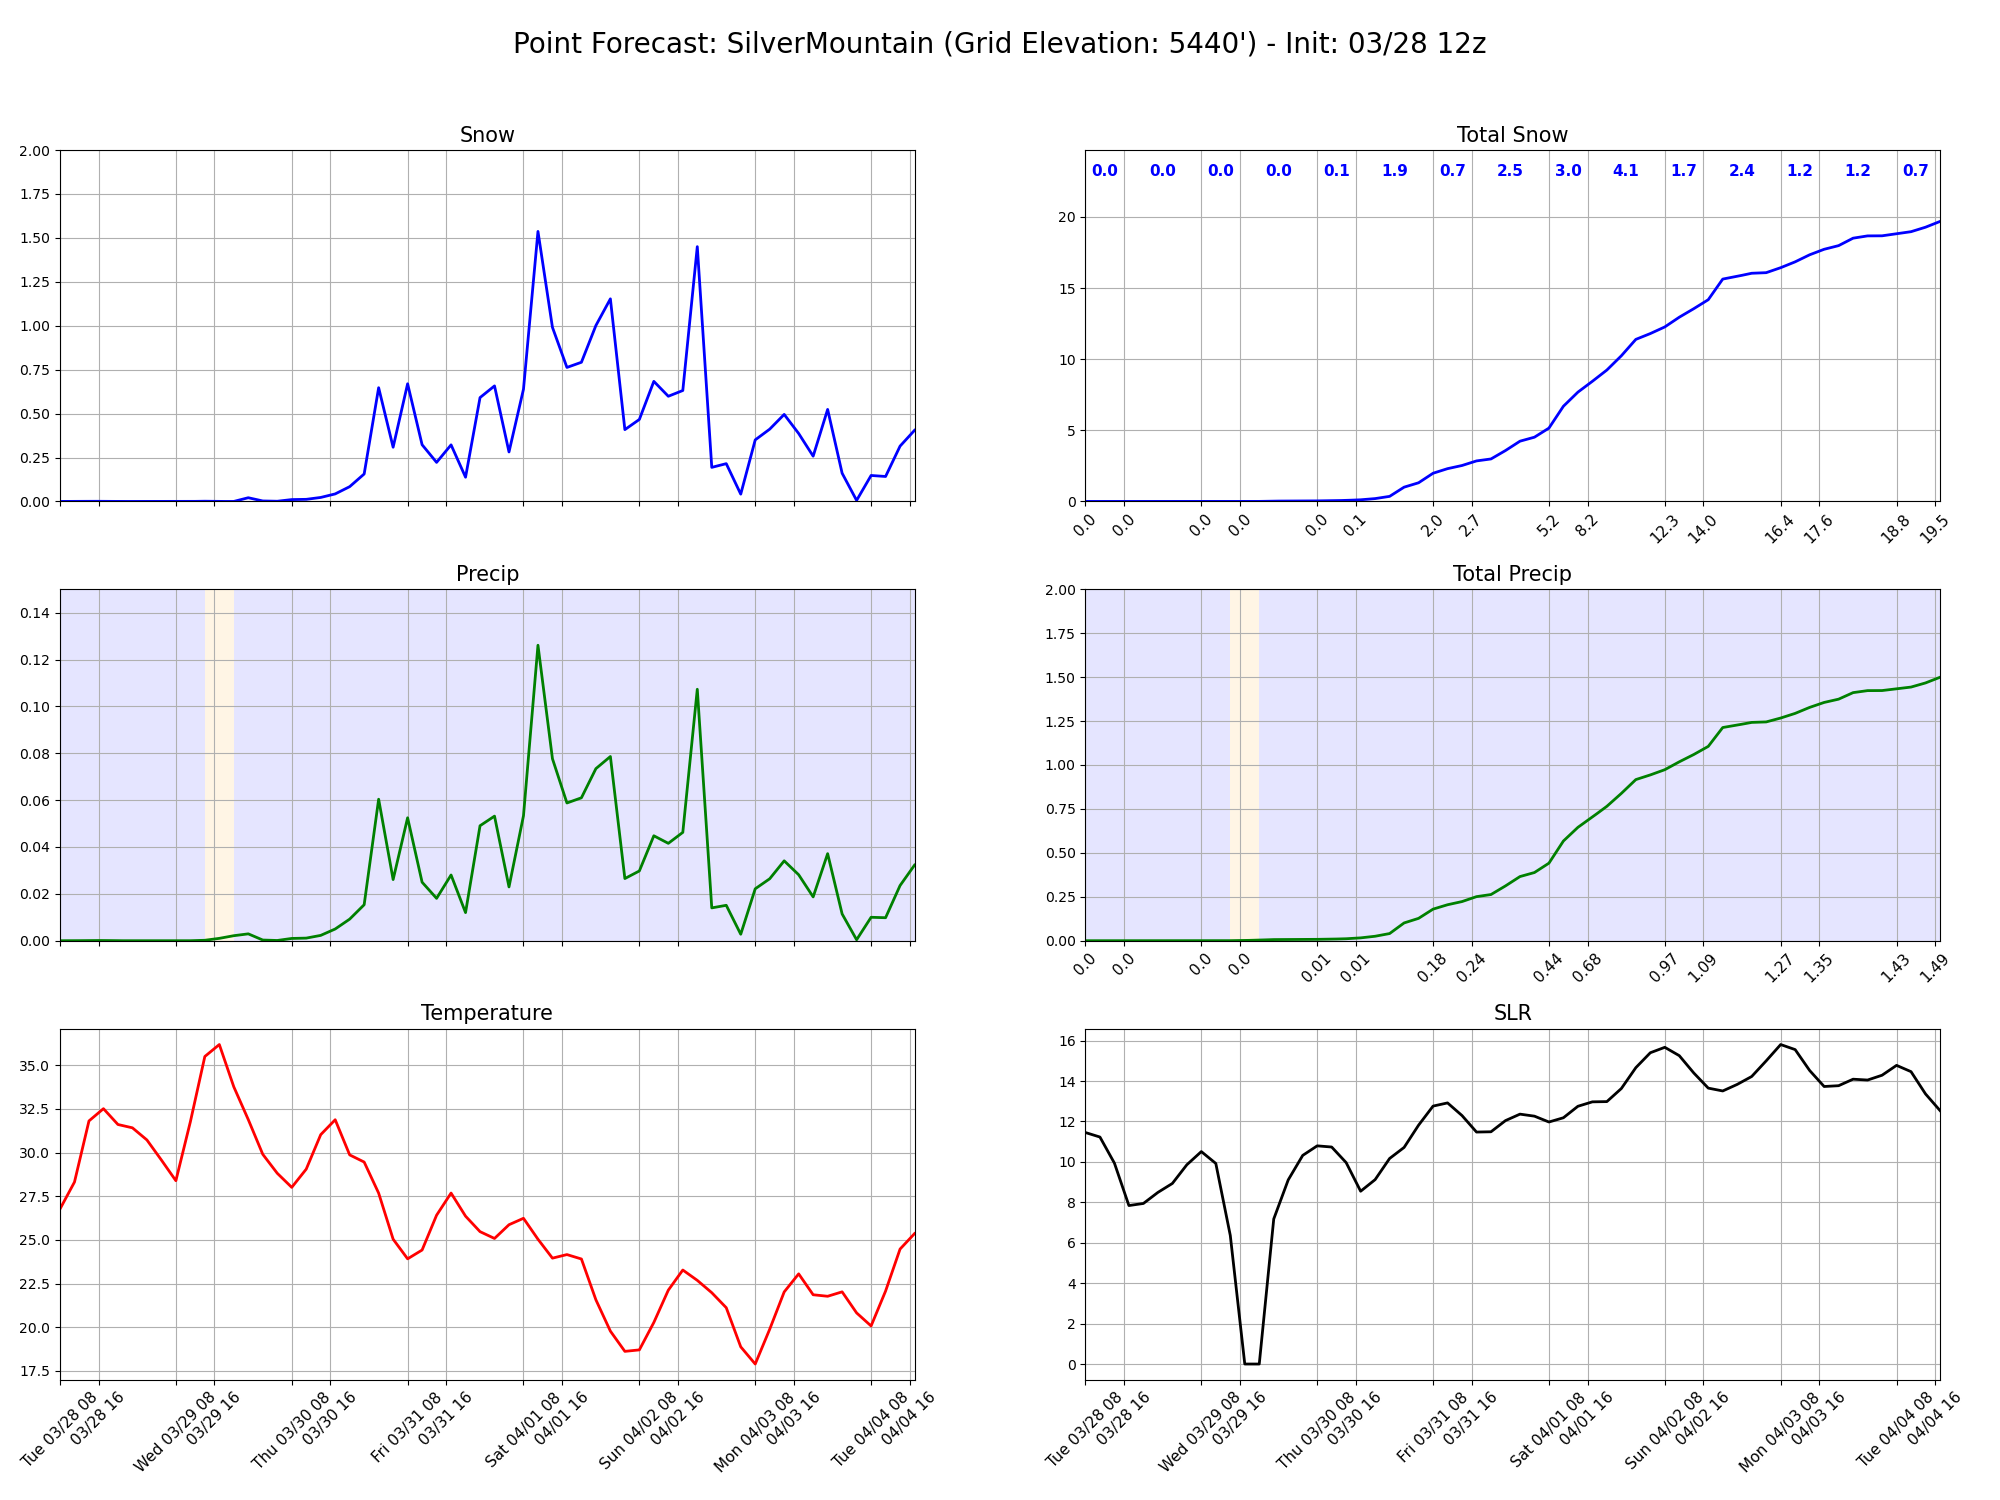 Point Forecast: SilverMountain (Grid Elevation: 5440') - Init: 03/28 12z
Snow
2.00
1.75
1.50
1.25
1.00
0.75
0.50
0.25
0.00
Total Snow
0.0 0.0 0.0 0.0 0.1 1.9 0.7 2.5 3.0 4.1 1.7 2.4 1.2 1.2 0.7
20
15
10
5
0
0.0 0.0 0.0 0.0 0.0 0.1 2.0 2.7 5.2 8.2 12.3 14.0 16.4 17.6 18.8 19.5
Precip
0.14
0.12
0.10
0.08
0.06
0.04
0.02
0.00
Total Precip
2.00
1.75
1.50
1.25
1.00
0.75
0.50
0.25
0.00
0.0 0.0 0.0 0.0 0.01 0.01 0.18 0.24 0.44 0.68 0.97 1.09 1.27 1.35 1.43 1.49
Temperature
35.0
32.5
30.0
27.5
25.0
22.5
20.0
17.5
Tue 03/28 08
03/28 16
Wed 03/29 08
03/29 16
Thu 03/30 08
03/30 16
Fri 03/31 08
03/31 16
Sat 04/01 08
04/01 16
Sun 04/02 08
04/02 16
Mon 04/03 08
04/03 16
Tue 04/04 08
04/04 16
SLR
16
14
12
10
8
6
4
2
0
Tue 03/28 08
03/28 16
Wed 03/29 08
03/29 16
Thu 03/30 08
03/30 16
Fri 03/31 08
03/31 16
Sat 04/01 08
04/01 16
Sun 04/02 08
04/02 16
Mon 04/03 08
04/03 16
Tue 04/04 08
04/04 16